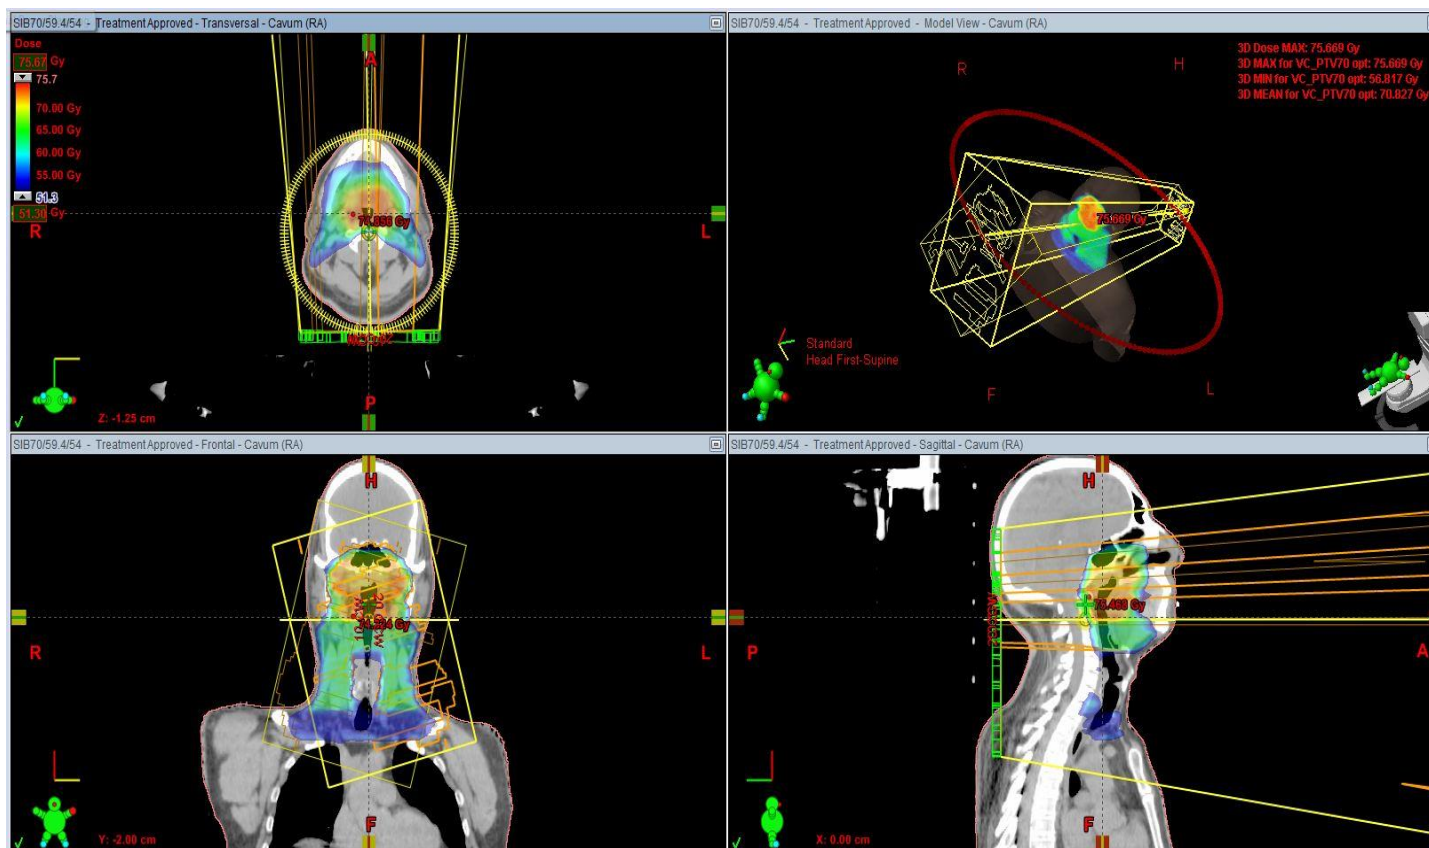 SIB70/59.4/54 - Treatment Approved - Transversal - Cavum (RA)
Dose
75.67 Gy
75.7
70.00 Gy
65.00 Gy
60.00 Gy
55.00 Gy
51.3
51.30 Gy
A
R
L
P
Z: -1.25 cm
SIB70/59.4/54 - Treatment Approved - Model View - Cavum (RA)
3D Dose MAX: 75.669 Gy
3D MAX for VC_PTV70 opt: 75.669 Gy
3D MIN for VC_PTV70 opt: 56.817 Gy
3D MEAN for VC_PTV70 opt: 70.827 Gy
R
H
75.669 Gy
Standard
Head First-Supine
F
L
SIB70/59.4/54 - Treatment Approved - Frontal - Cavum (RA)
H
R
L
F
Y: -2.00 cm
SIB70/59.4/54 - Treatment Approved - Sagittal - Cavum (RA)
H
P
A
F
X: 0.00 cm